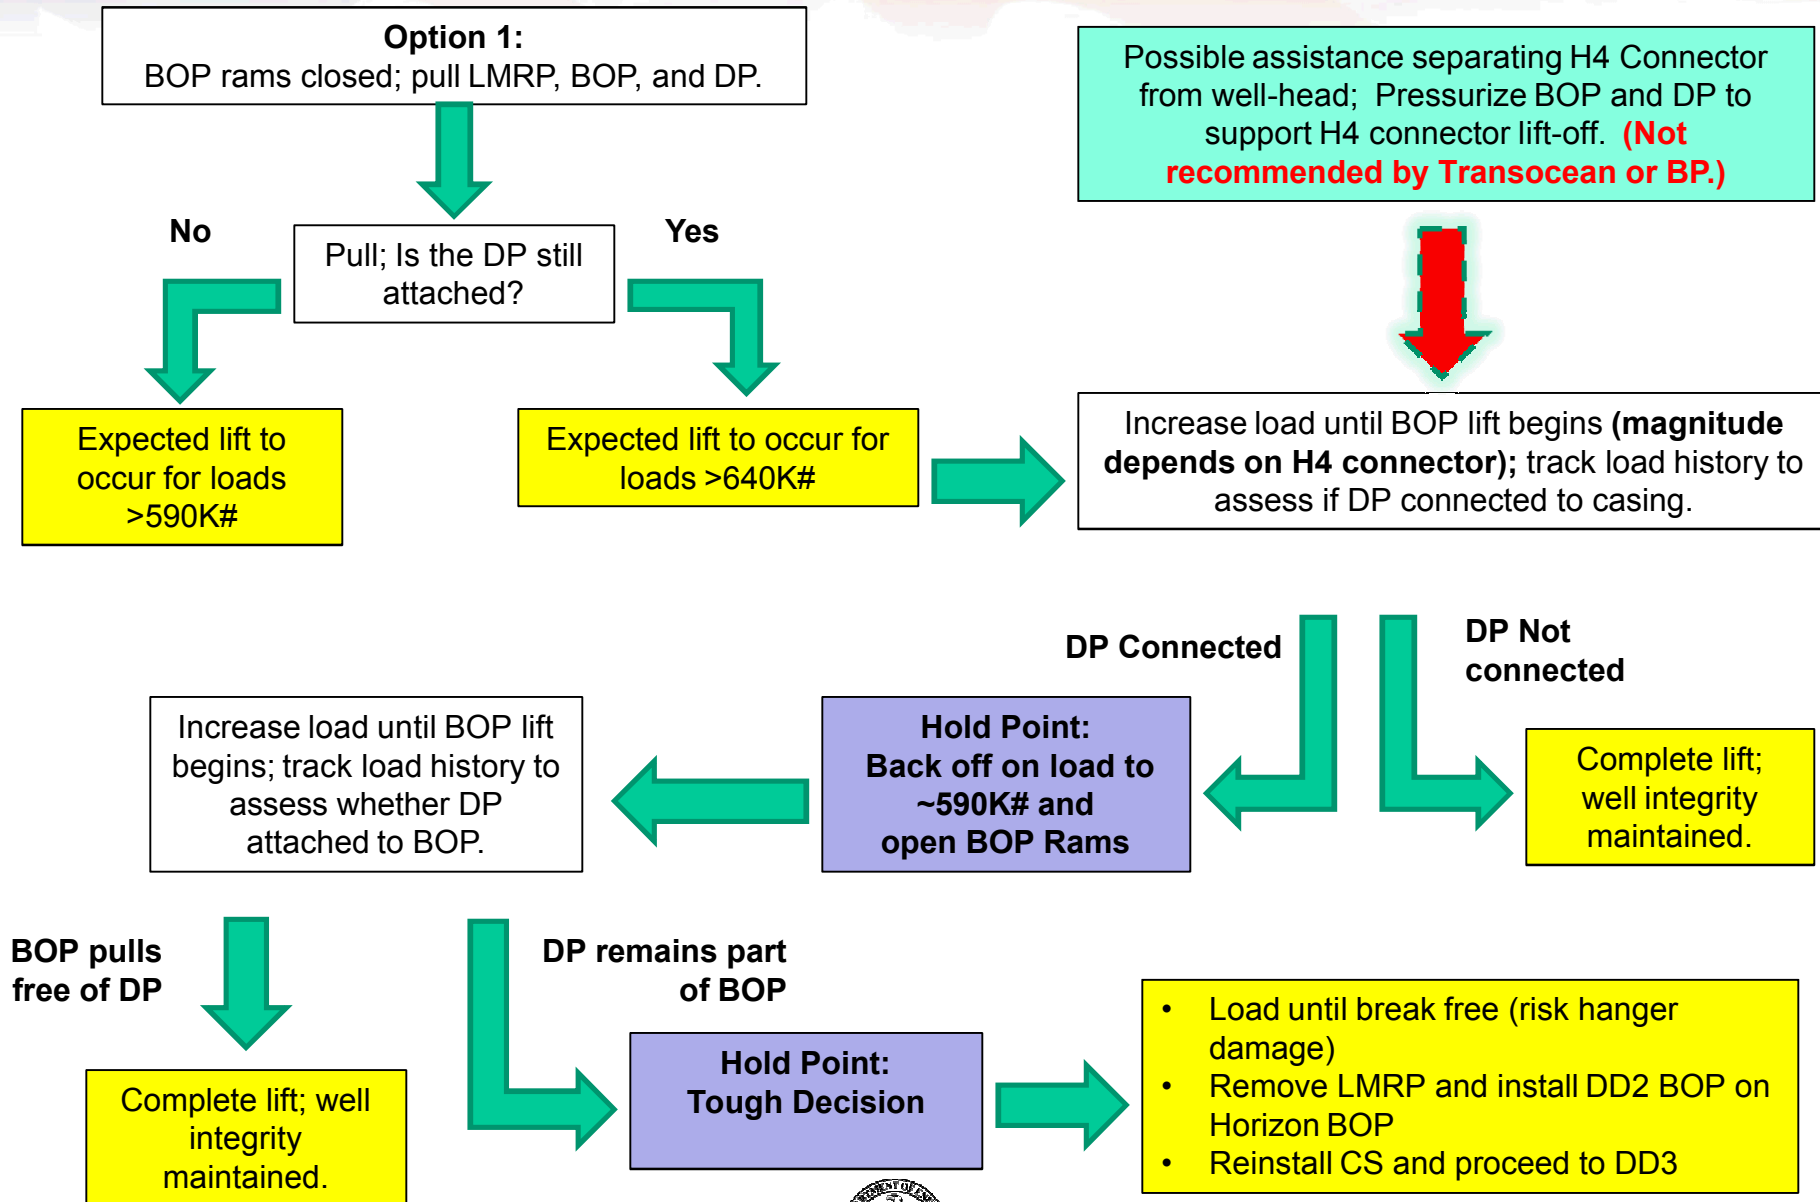 Option 1:
BOP rams closed; pull LMRP, BOP, and DP.
Possible assistance separating H4 Connector
from well-head; Pressurize BOP and DP to
support H4 connector lift-off. (Not
recommended by Transocean or BP.)
No
Pull; Is the DP still
attached?
Yes
Expected lift to
occur for loads
>590K#
Expected lift to occur for
loads >640K#
Increase load until BOP lift begins (magnitude
depends on H4 connector); track load history to
assess if DP connected to casing.
DP Connected
DP Not
connected
Increase load until BOP lift
begins; track load history to
assess whether DP
attached to BOP.
Hold Point:
Back off on load to
~590K# and
open BOP Rams
Complete lift;
well integrity
maintained.
BOP pulls
free of DP
DP remains part
of BOP
Complete lift; well
integrity
maintained.
Hold Point:
Tough Decision
• Load until break free (risk hanger
damage)
• Remove LMRP and install DD2 BOP on
Horizon BOP
• Reinstall CS and proceed to DD3